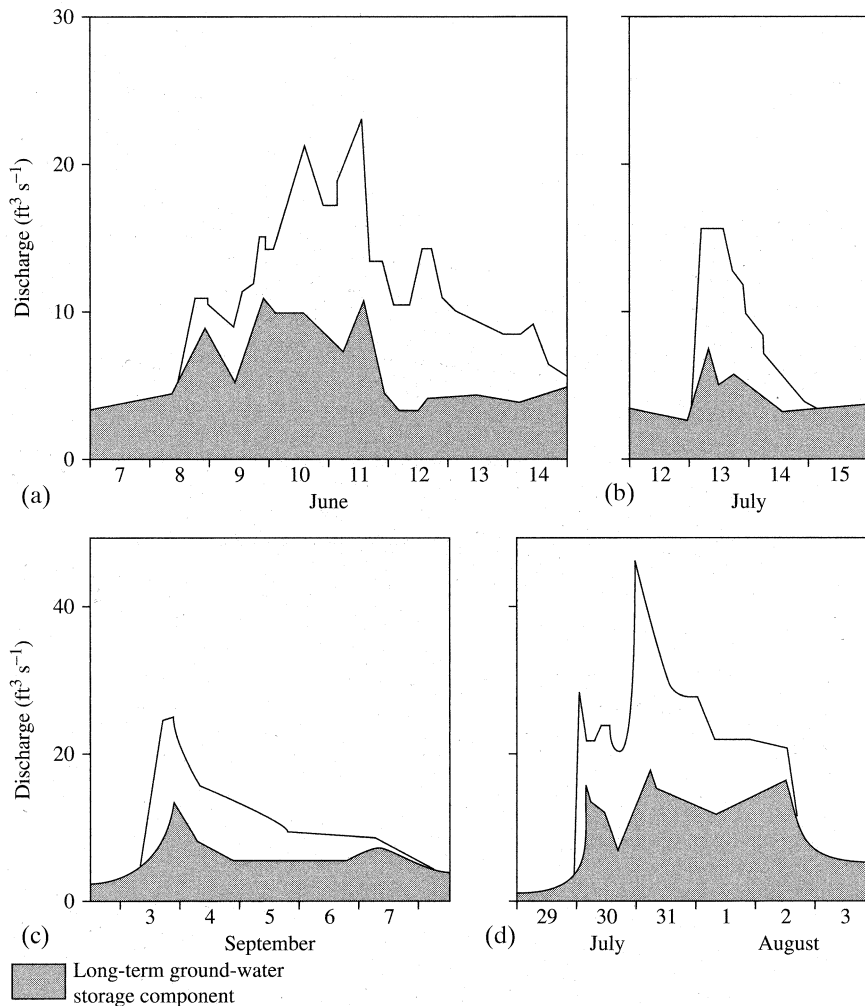 30
20
10
0
Discharge (ft³ s⁻¹)
7 8 9 10 11 12 13 14
June
(a)
12 13 14 15
July
(b)
40
20
0
Discharge (ft³ s⁻¹)
3 4 5 6 7
September
(c)
29 30 31 1 2 3
July August
(d)
Long-term ground-water
storage component